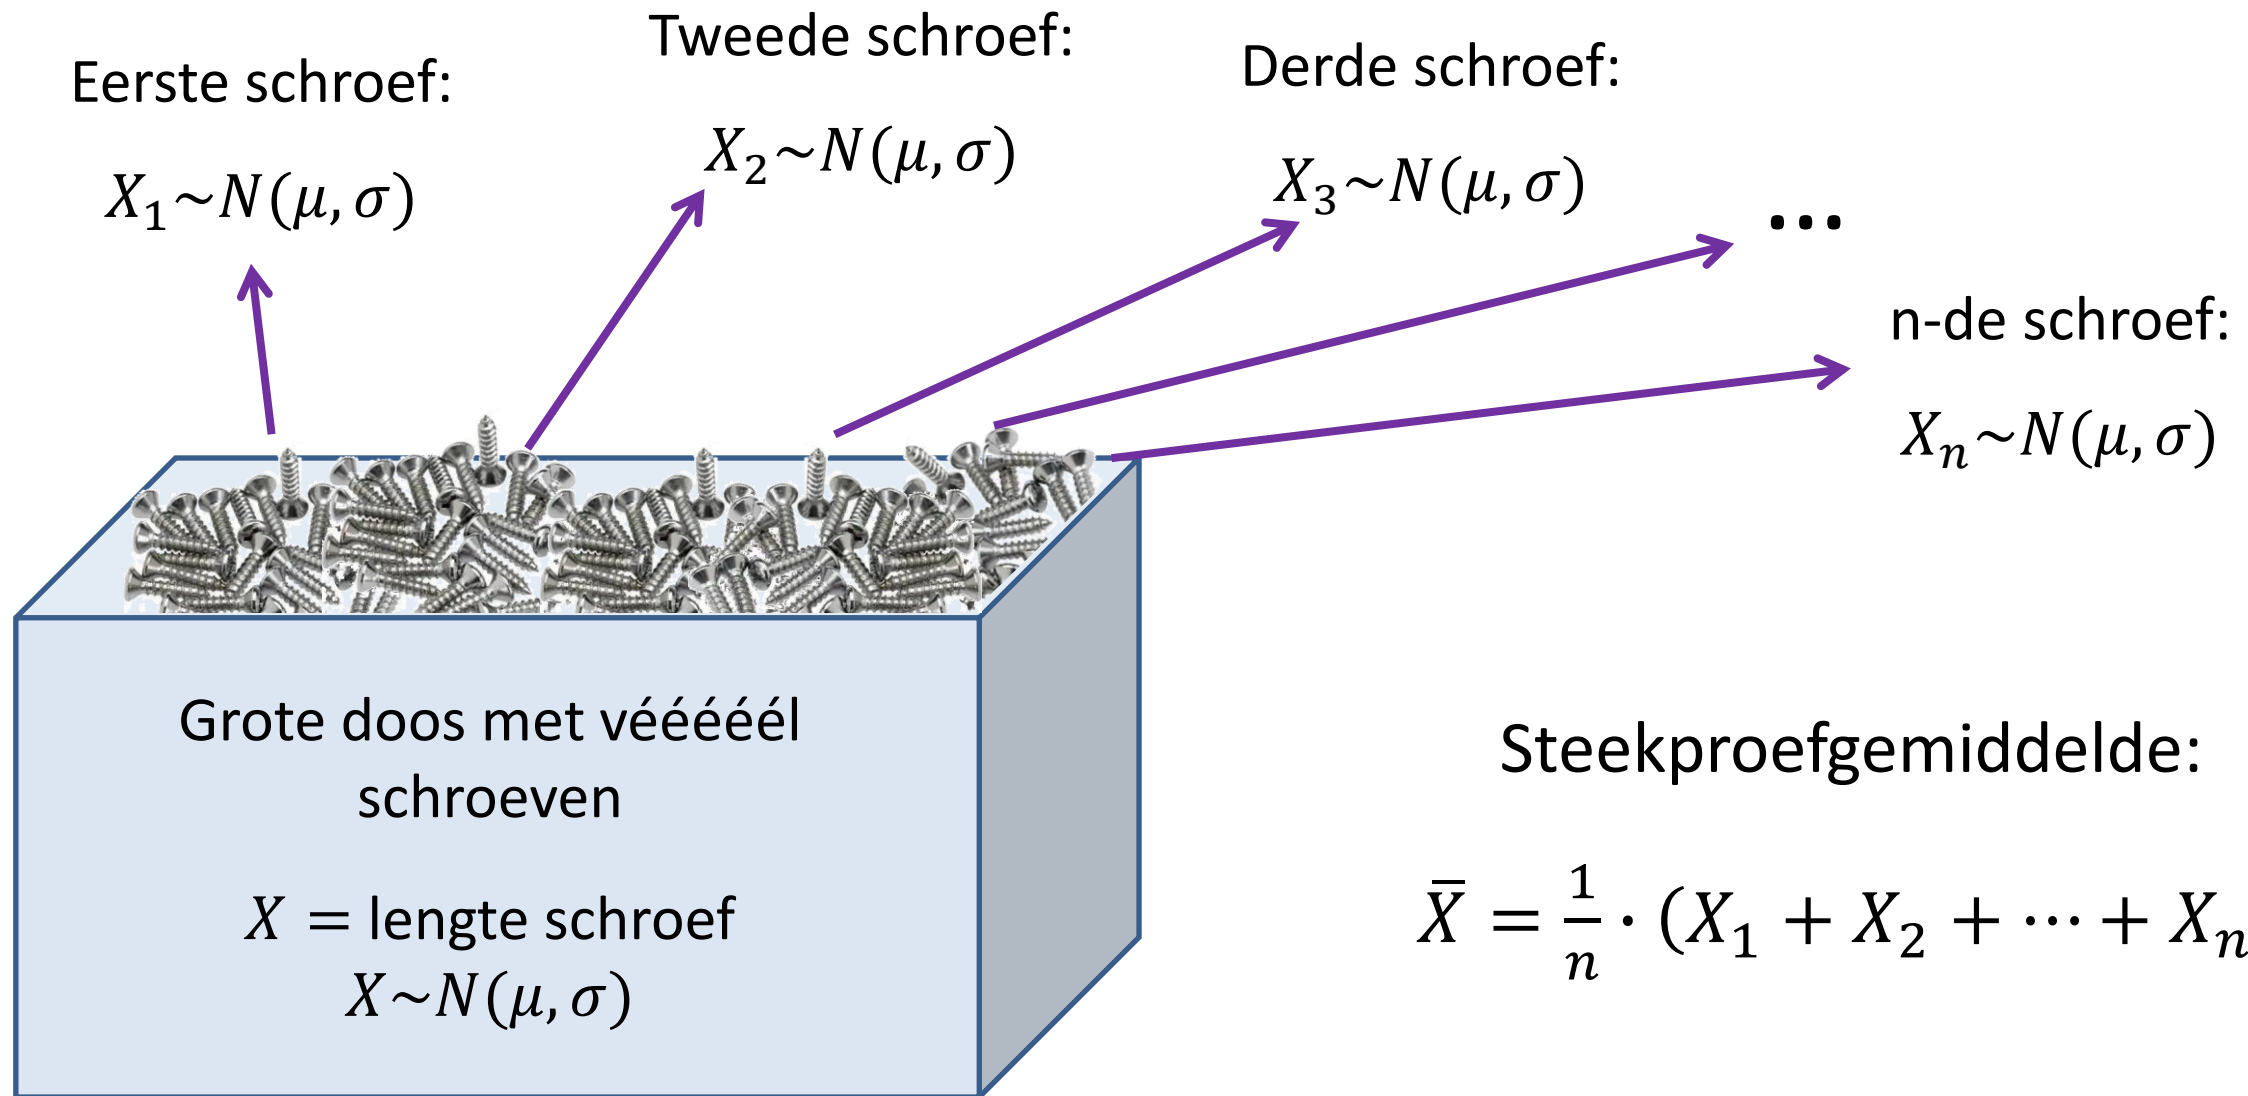 Eerste schroef:
X₁~N(μ, σ)
Tweede schroef:
X₂~N(μ, σ)
Derde schroef:
X₃~N(μ, σ)
...
n-de schroef:
Xₙ~N(μ, σ)
Grote doos met vééééél
schroeven
X = lengte schroef
X~N(μ, σ)
Steekproefgemiddelde:
X̅ = 1/n · (X₁ + X₂ + ⋯ + Xₙ